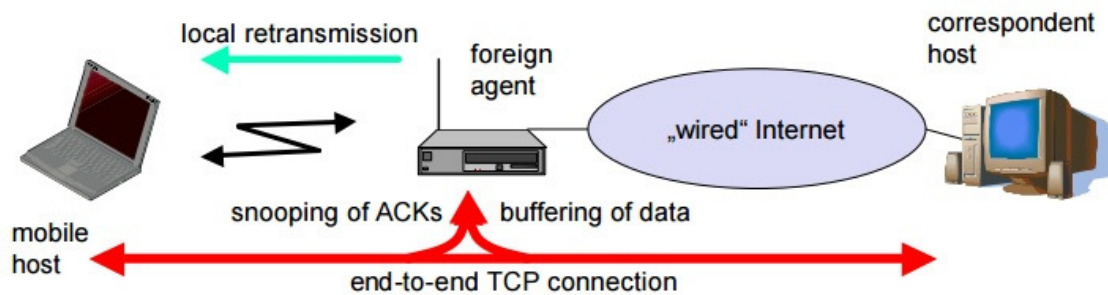 local retransmission
foreign
agent
correspondent
host
„wired“ Internet
snooping of ACKs
buffering of data
mobile
host
end-to-end TCP connection